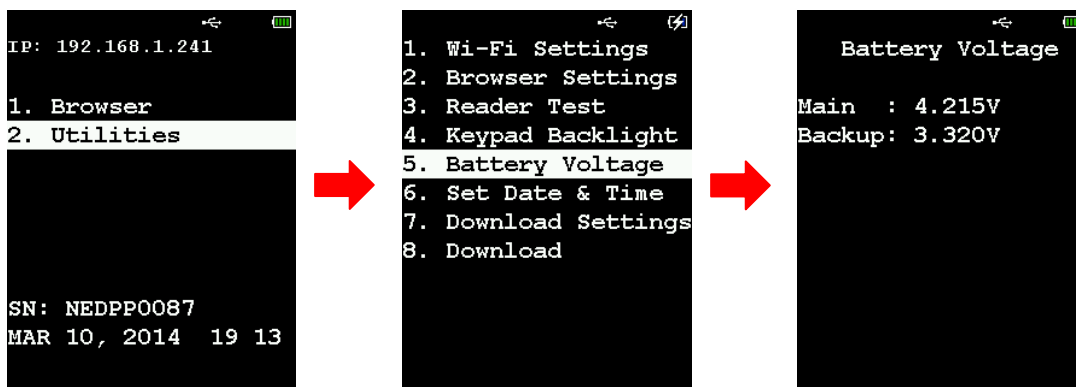 IP: 192.168.1.241
1. Browser
2. Utilities
SN: NEDPP0087
MAR 10, 2014  19 13
1. Wi-Fi Settings
2. Browser Settings
3. Reader Test
4. Keypad Backlight
5. Battery Voltage
6. Set Date & Time
7. Download Settings
8. Download
Battery Voltage
Main  : 4.215V
Backup: 3.320V